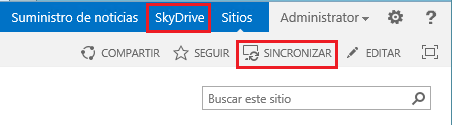 Suministro de noticias SkyDrive Sitios Administrator ?
COMPARTIR SEGUIR SINCRONIZAR EDITAR
Buscar este sitio